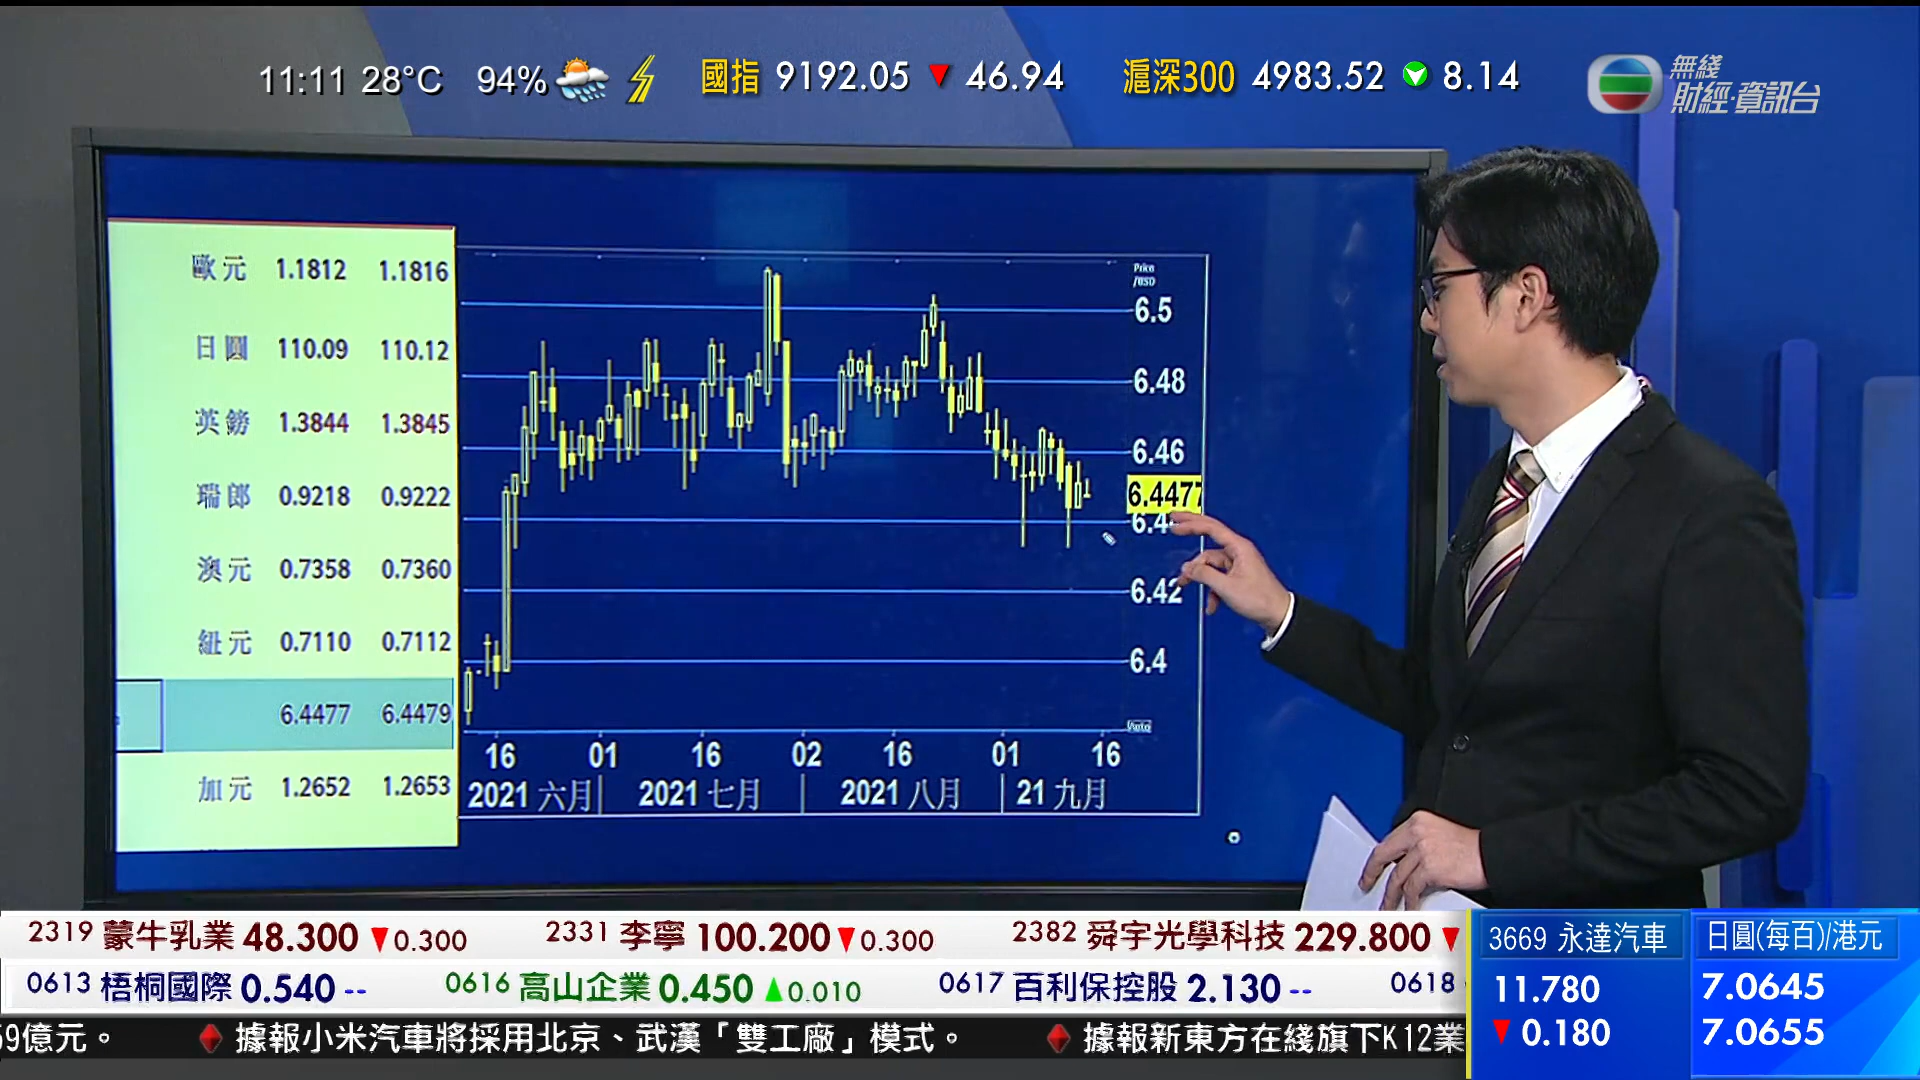 11:11 28°C 94% 國指 9192.05 ▼ 46.94 滬深300 4983.52 8.14
無綫
財經·資訊台
歐元 1.1812 1.1816
日圓 110.09 110.12
英鎊 1.3844 1.3845
瑞郎 0.9218 0.9222
澳元 0.7358 0.7360
紐元 0.7110 0.7112
6.4477 6.4479
加元 1.2652 1.2653
Price
/USD
6.5
6.48
6.46
6.4477
6.42
6.4
Auto
16 01 16 02 16 01 16
2021 六月 2021 七月 2021 八月 21 九月
2319 蒙牛乳業 48.300 ▼0.300 2331 李寧 100.200 ▼0.300 2382 舜宇光學科技 229.800 ▼
0613 梧桐國際 0.540 -- 0616 高山企業 0.450 ▲0.010 0617 百利保控股 2.130 -- 0618
59億元。 據報小米汽車將採用北京、武漢「雙工廠」模式。 據報新東方在綫旗下K12業
3669 永達汽車
11.780
▼ 0.180
日圓(每百)/港元
7.0645
7.0655